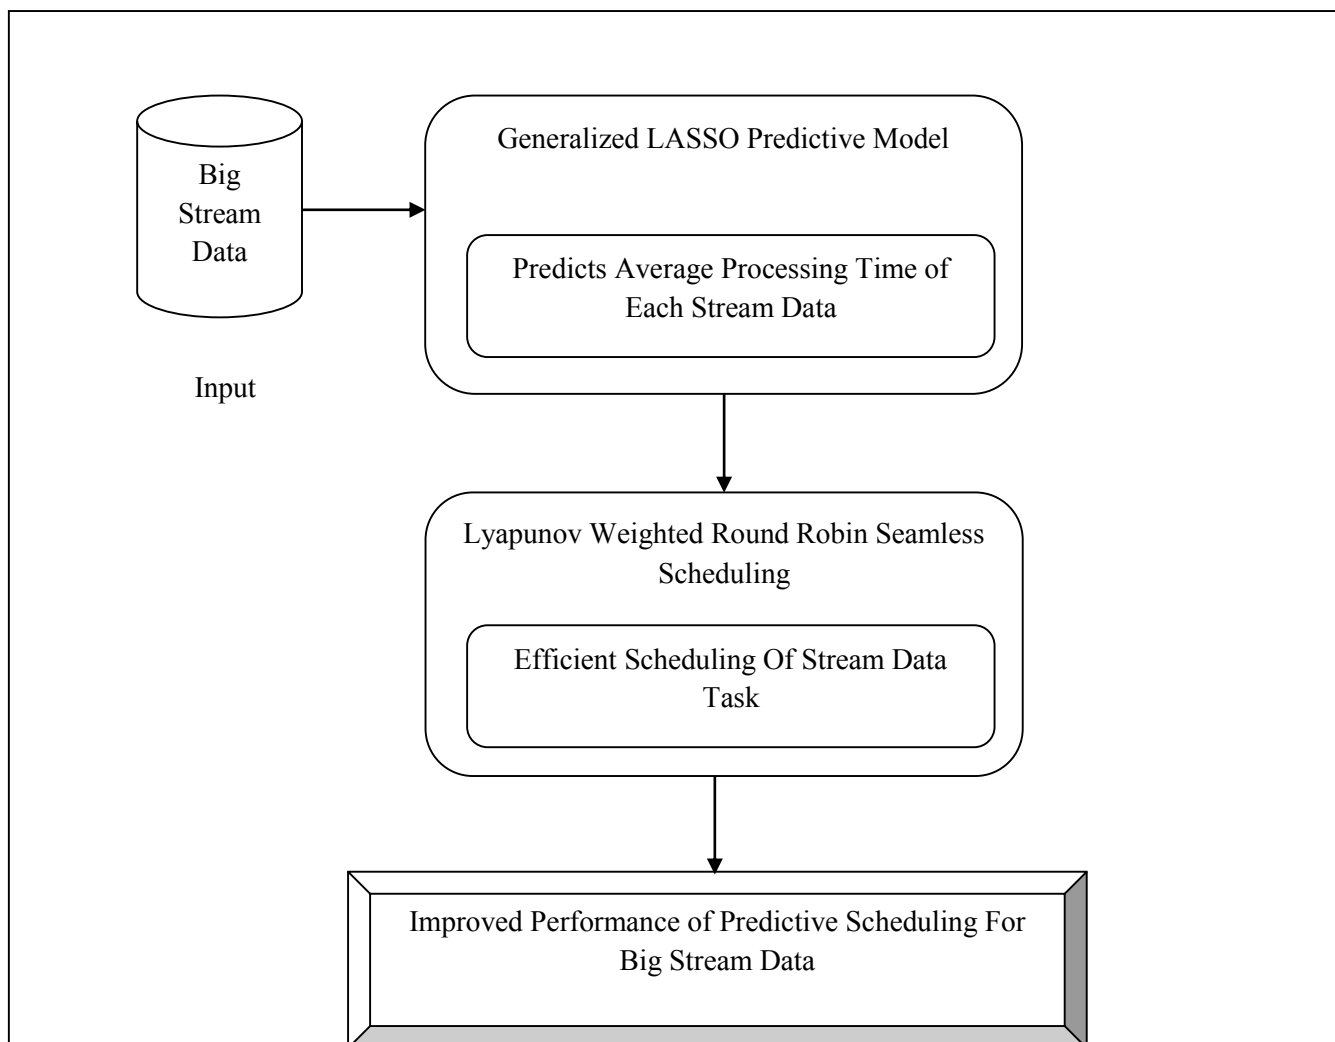 Big
Stream
Data
Input
Generalized LASSO Predictive Model
Predicts Average Processing Time of
Each Stream Data
Lyapunov Weighted Round Robin Seamless
Scheduling
Efficient Scheduling Of Stream Data
Task
Improved Performance of Predictive Scheduling For
Big Stream Data